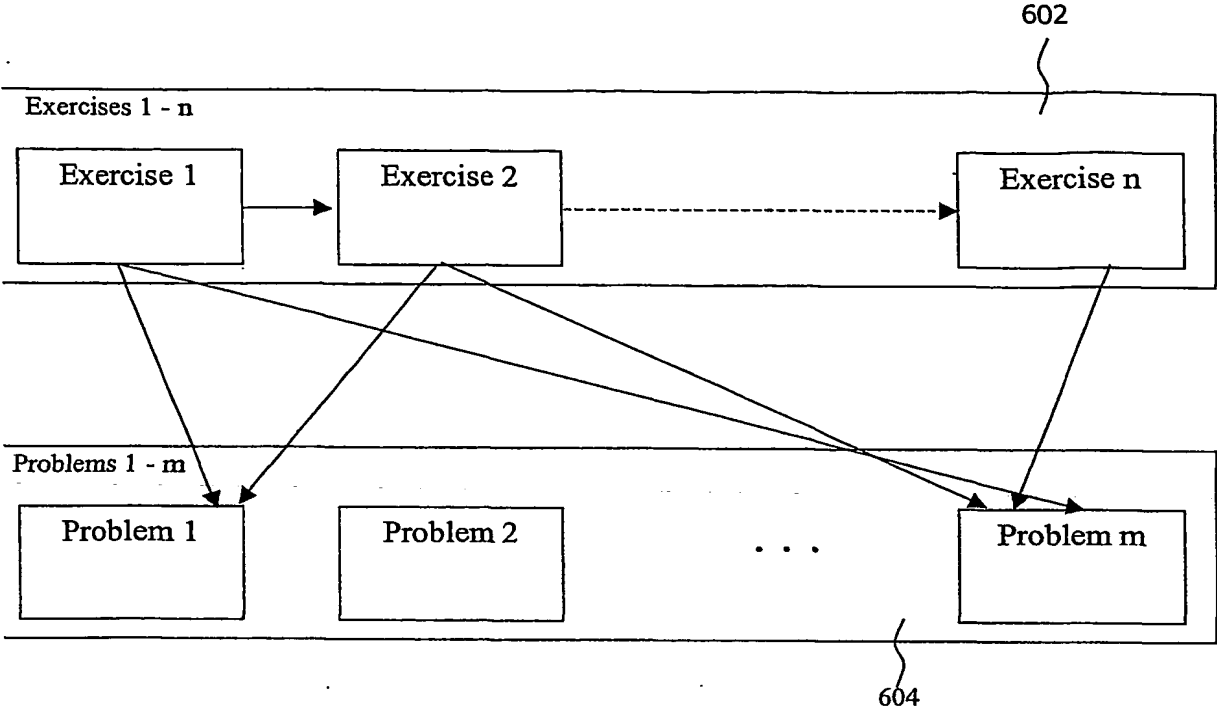 602
Exercises 1 - n
Exercise 1
Exercise 2
Exercise n
Problems 1 - m
Problem 1
Problem 2
. . .
Problem m
604